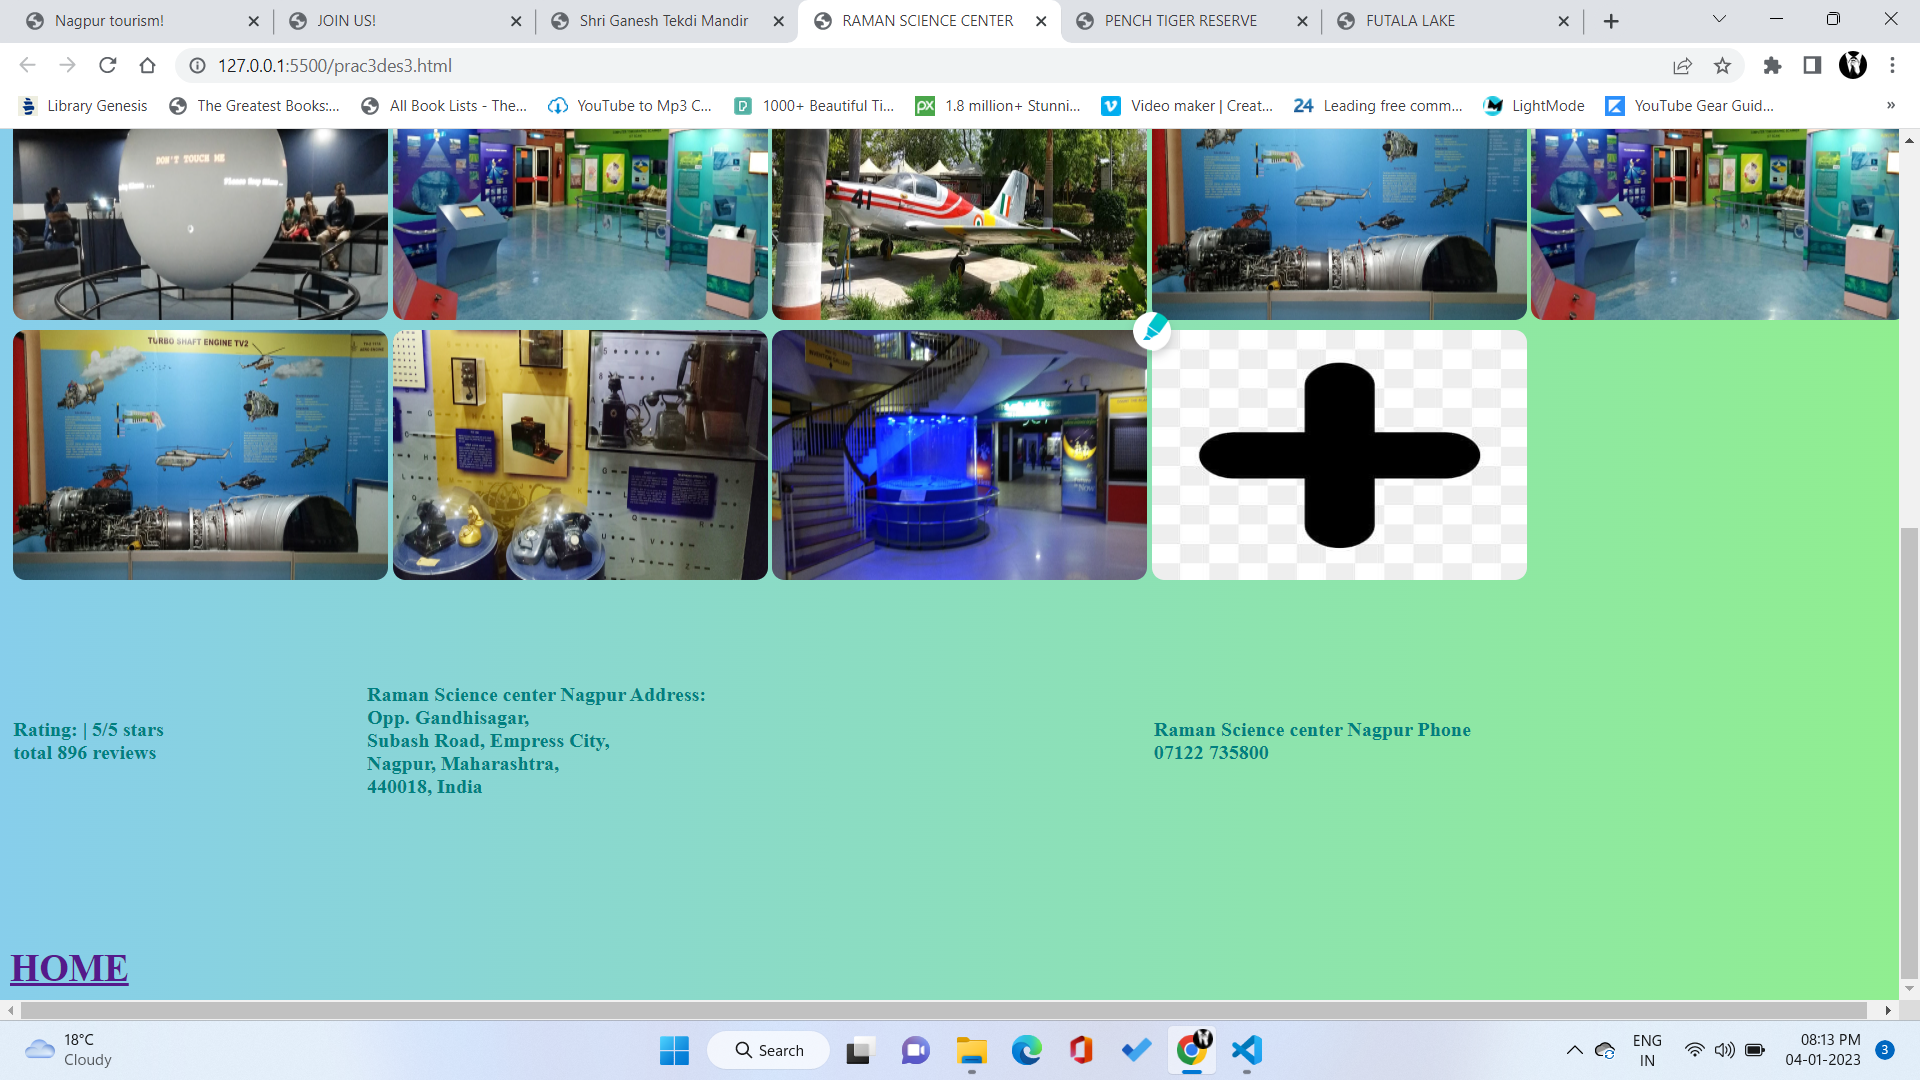 Nagpur tourism!
JOIN US!
Shri Ganesh Tekdi Mandir
RAMAN SCIENCE CENTER
PENCH TIGER RESERVE
FUTALA LAKE
127.0.0.1:5500/prac3des3.html
Library Genesis
The Greatest Books:...
All Book Lists - The...
YouTube to Mp3 C...
1000+ Beautiful Ti...
px
1.8 million+ Stunni...
Video maker | Creat...
24
Leading free comm...
LightMode
YouTube Gear Guid...
»
DON'T TOUCH ME
41
TURBO SHAFT ENGINE TV2
Rating: | 5/5 stars
total 896 reviews
Raman Science center Nagpur Address:
Opp. Gandhisagar,
Subash Road, Empress City,
Nagpur, Maharashtra,
440018, India
Raman Science center Nagpur Phone
07122 735800
HOME
18°C
Cloudy
Search
ENG
IN
08:13 PM
04-01-2023
3